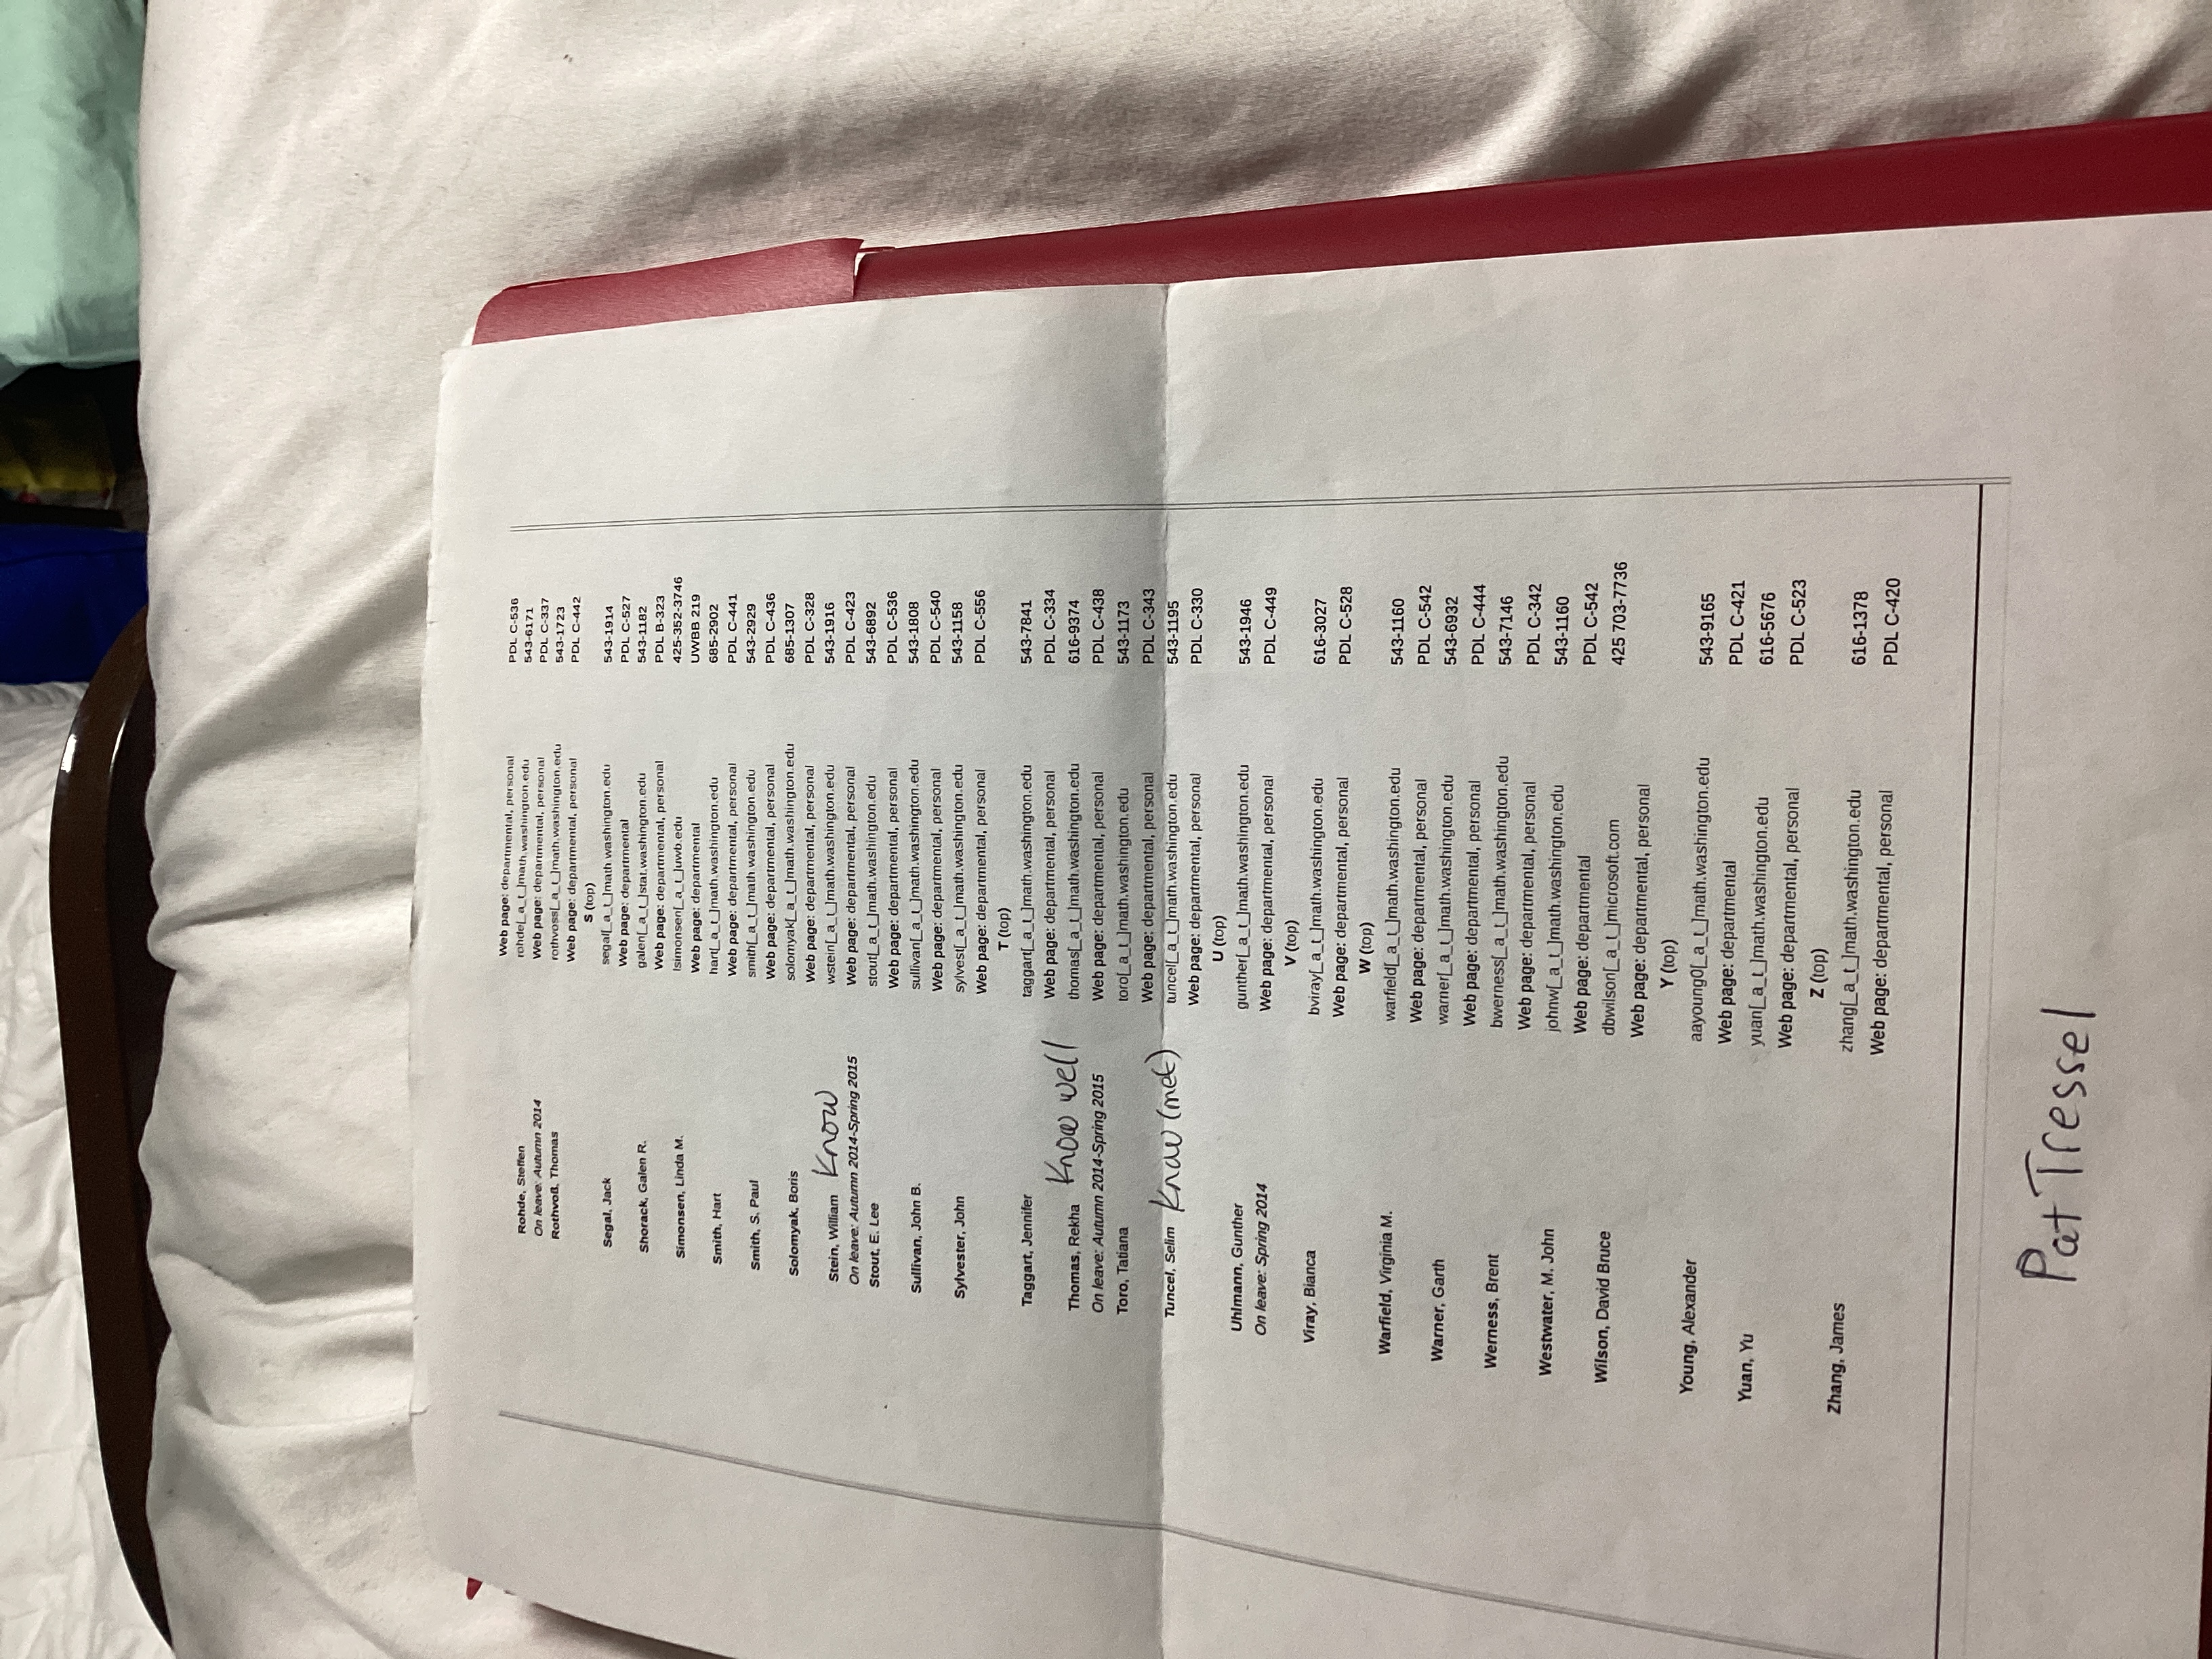 Web page: departmental, personal PDL C-536
Rohde, Steffen rohde[_a_t_]math.washington.edu 543-6171
On leave: Autumn 2014 Web page: departmental, personal PDL C-337
Rothvoß, Thomas rothvoss[_a_t_]math.washington.edu 543-1723
Web page: departmental, personal PDL C-442
S (top)
Segal, Jack segal[_a_t_]math.washington.edu 543-1914
Web page: departmental PDL C-527
Shorack, Galen R. galen[_a_t_]stat.washington.edu 543-1182
Web page: departmental, personal PDL B-323
Simonsen, Linda M. lsimonsen[_a_t_]uwb.edu 425-352-3746
Web page: departmental UWBB 219
Smith, Hart hart[_a_t_]math.washington.edu 685-2902
Web page: departmental, personal PDL C-441
Smith, S. Paul smith[_a_t_]math.washington.edu 543-2929
Web page: departmental, personal PDL C-436
Solomyak, Boris solomyak[_a_t_]math.washington.edu 685-1307
Web page: departmental, personal PDL C-328
Stein, William Know wstein[_a_t_]math.washington.edu 543-1916
On leave: Autumn 2014-Spring 2015 Web page: departmental, personal PDL C-423
Stout, E. Lee stout[_a_t_]math.washington.edu 543-6892
Web page: departmental, personal PDL C-536
Sullivan, John B. sullivan[_a_t_]math.washington.edu 543-1808
Web page: departmental, personal PDL C-540
Sylvester, John sylvest[_a_t_]math.washington.edu 543-1158
Web page: departmental, personal PDL C-556
T (top)
Taggart, Jennifer taggart[_a_t_]math.washington.edu 543-7841
Web page: departmental, personal PDL C-334
Thomas, Rekha Know well thomas[_a_t_]math.washington.edu 616-9374
On leave: Autumn 2014-Spring 2015 Web page: departmental, personal PDL C-438
Toro, Tatiana toro[_a_t_]math.washington.edu 543-1173
Web page: departmental, personal PDL C-343
Tuncel, Selim Know (met) tuncel[_a_t_]math.washington.edu 543-1195
Web page: departmental, personal PDL C-330
U (top)
Uhlmann, Gunther gunther[_a_t_]math.washington.edu 543-1946
On leave: Spring 2014 Web page: departmental, personal PDL C-449
V (top)
Viray, Bianca bviray[_a_t_]math.washington.edu 616-3027
Web page: departmental, personal PDL C-528
W (top)
Warfield, Virginia M. warfield[_a_t_]math.washington.edu 543-1160
Web page: departmental, personal PDL C-542
Warner, Garth warner[_a_t_]math.washington.edu 543-6932
Web page: departmental, personal PDL C-444
Werness, Brent bwerness[_a_t_]math.washington.edu 543-7146
Web page: departmental, personal PDL C-342
Westwater, M. John johnw[_a_t_]math.washington.edu 543-1160
Web page: departmental PDL C-542
Wilson, David Bruce dbwilson[_a_t_]microsoft.com 425 703-7736
Web page: departmental, personal
Y (top)
Young, Alexander aayoung0[_a_t_]math.washington.edu 543-9165
Web page: departmental PDL C-421
Yuan, Yu yuan[_a_t_]math.washington.edu 616-5676
Web page: departmental, personal PDL C-523
Z (top)
Zhang, James zhang[_a_t_]math.washington.edu 616-1378
Web page: departmental, personal PDL C-420
Pat Tressel